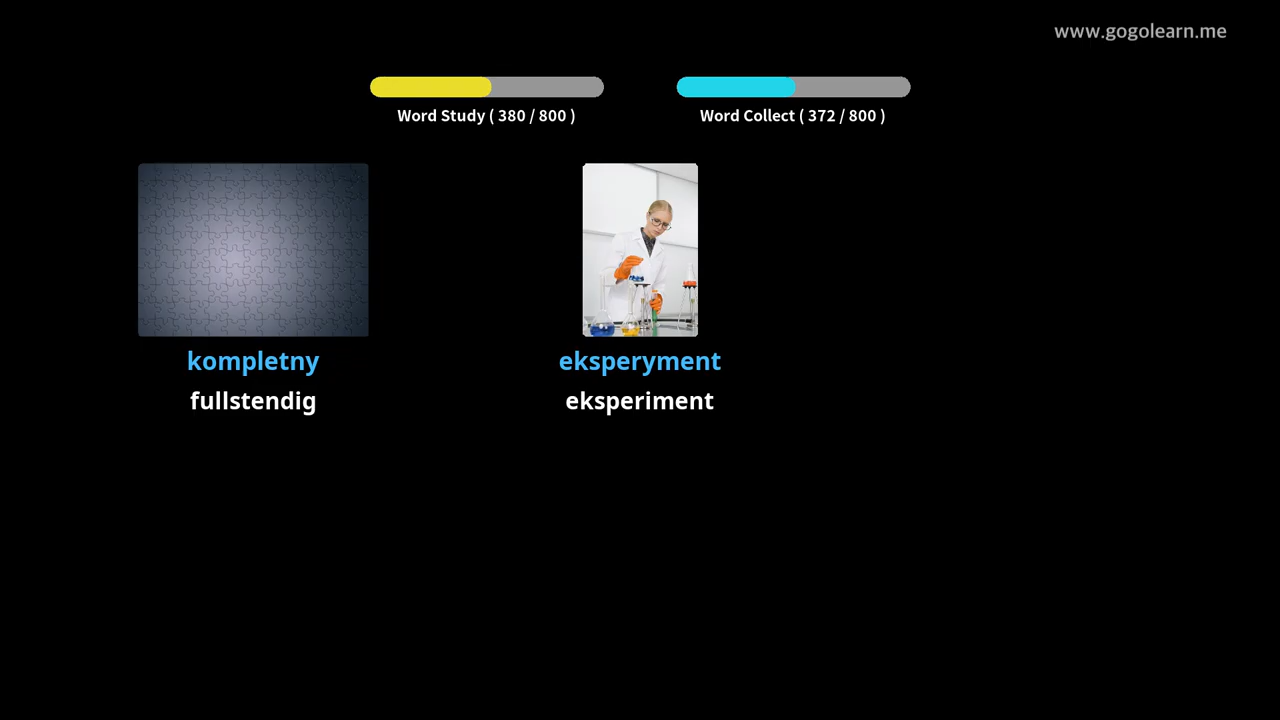 www.gogolearn.me
Word Study ( 380 / 800 )
Word Collect ( 372 / 800 )
kompletny
fullstendig
eksperyment
eksperiment